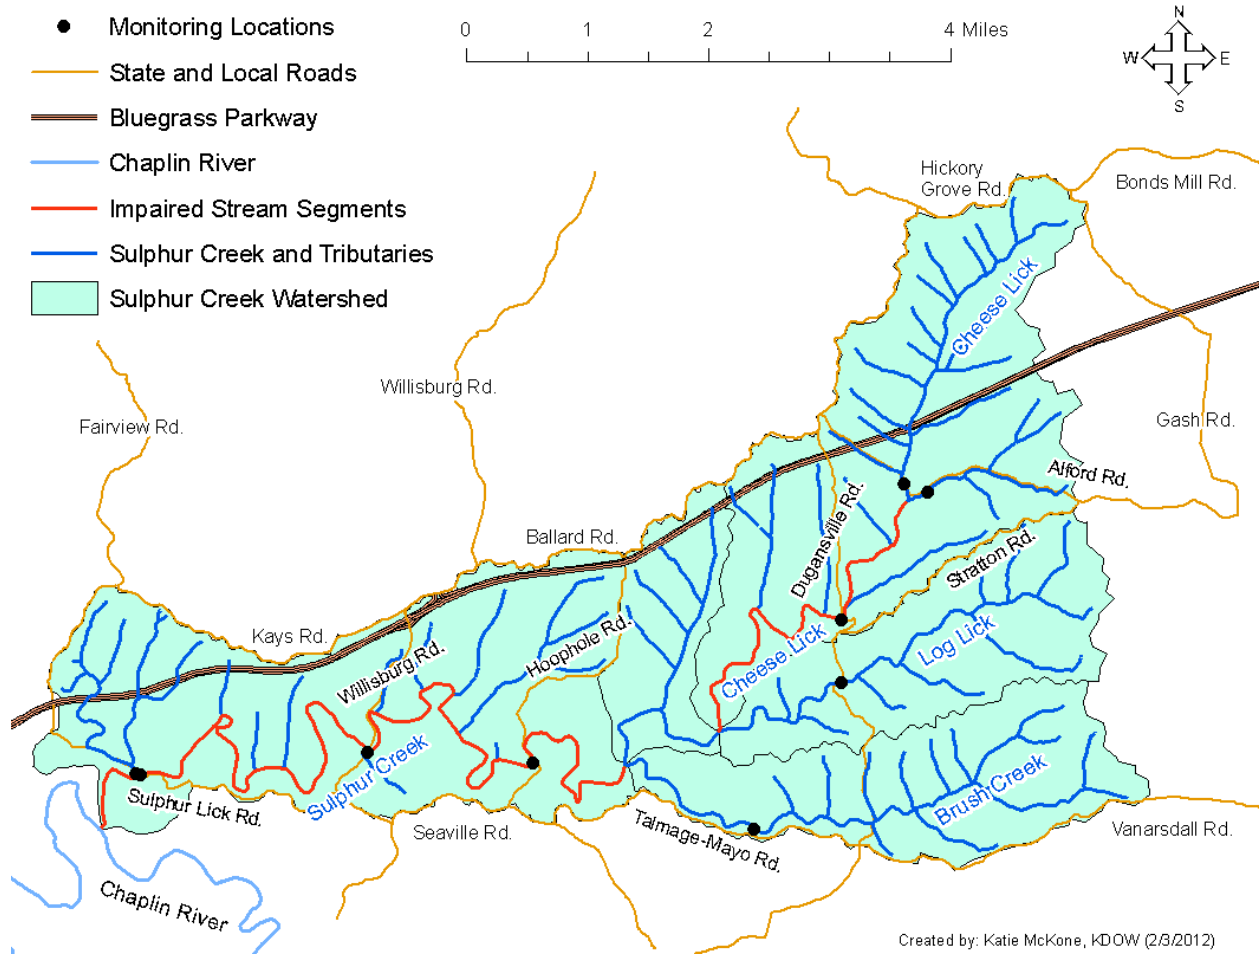 Monitoring Locations
State and Local Roads
Bluegrass Parkway
Chaplin River
Impaired Stream Segments
Sulphur Creek and Tributaries
Sulphur Creek Watershed
0 1 2 4 Miles
N
W E
S
Hickory
Grove Rd.
Bonds Mill Rd.
Cheese Lick
Willisburg Rd.
Fairview Rd.
Gash Rd.
Alford Rd.
Dugansville Rd.
Ballard Rd.
Stratton Rd.
Kays Rd.
Hoophole Rd.
Willisburg Rd.
Log Lick
Cheese Lick
Sulphur Creek
Brush Creek
Sulphur Lick Rd.
Seaville Rd.
Talmage-Mayo Rd.
Vanarsdall Rd.
Chaplin River
Created by: Katie McKone, KDOW (2/3/2012)